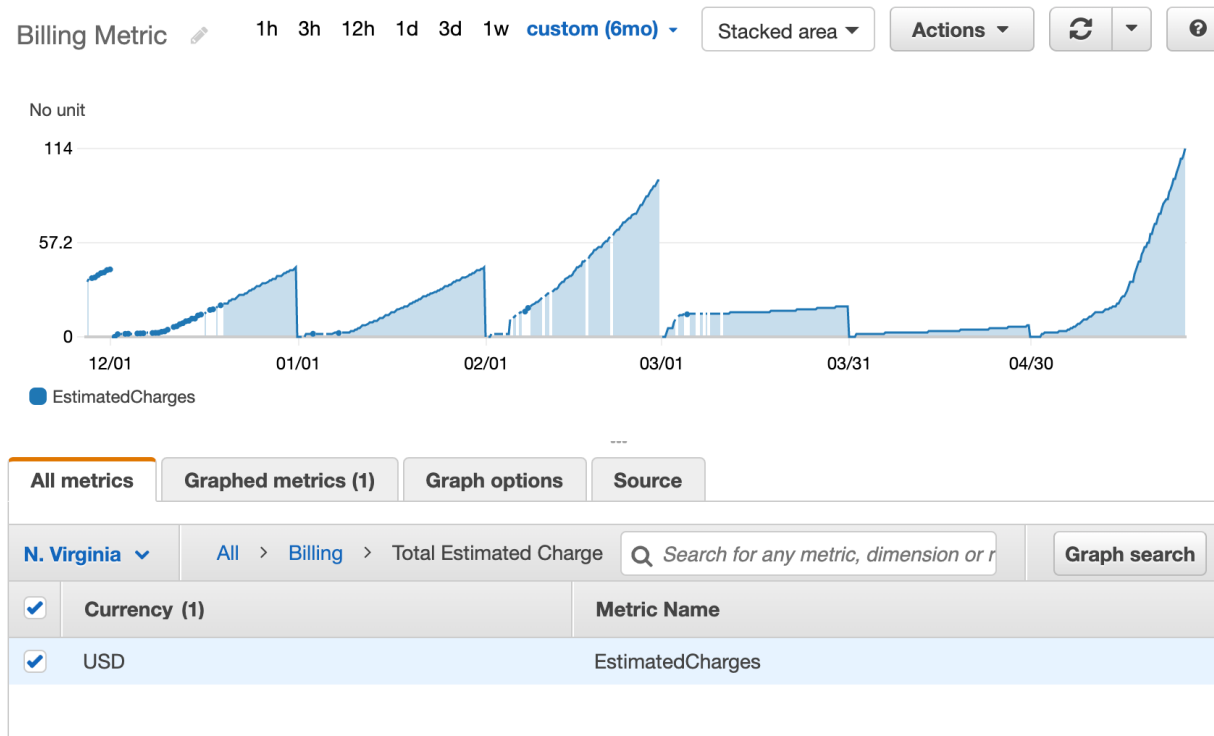 Billing Metric 1h 3h 12h 1d 3d 1w custom (6mo) Stacked area Actions ?
No unit
114
57.2
0
12/01 01/01 02/01 03/01 03/31 04/30
EstimatedCharges
---
All metrics Graphed metrics (1) Graph options Source
N. Virginia All > Billing > Total Estimated Charge Search for any metric, dimension or r Graph search
Currency (1) Metric Name
USD EstimatedCharges